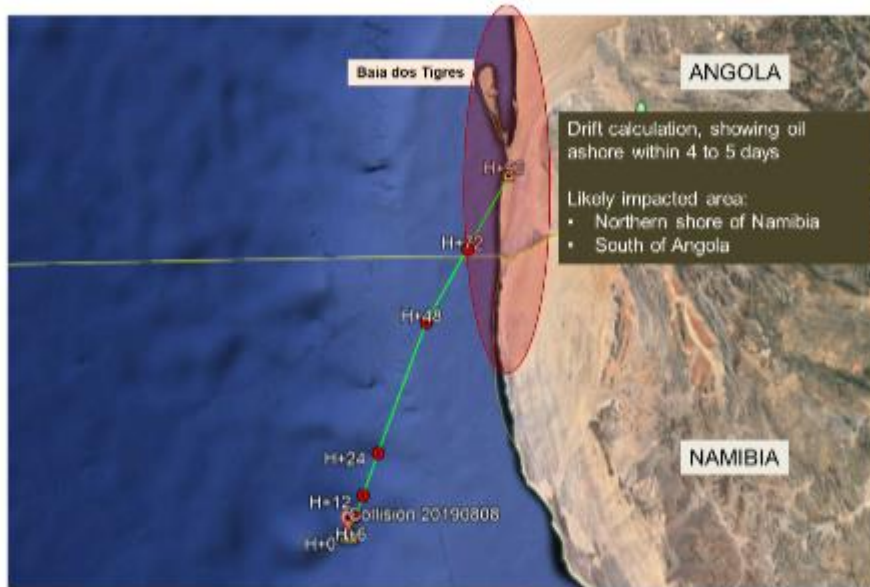 ANGOLA
Baia dos Tigres
Drift calculation, showing oil
ashore within 4 to 5 days
Likely impacted area:
• Northern shore of Namibia
• South of Angola
H+72
H+48
H+24
NAMIBIA
H+12
Collision 20190808
H+6
H+0